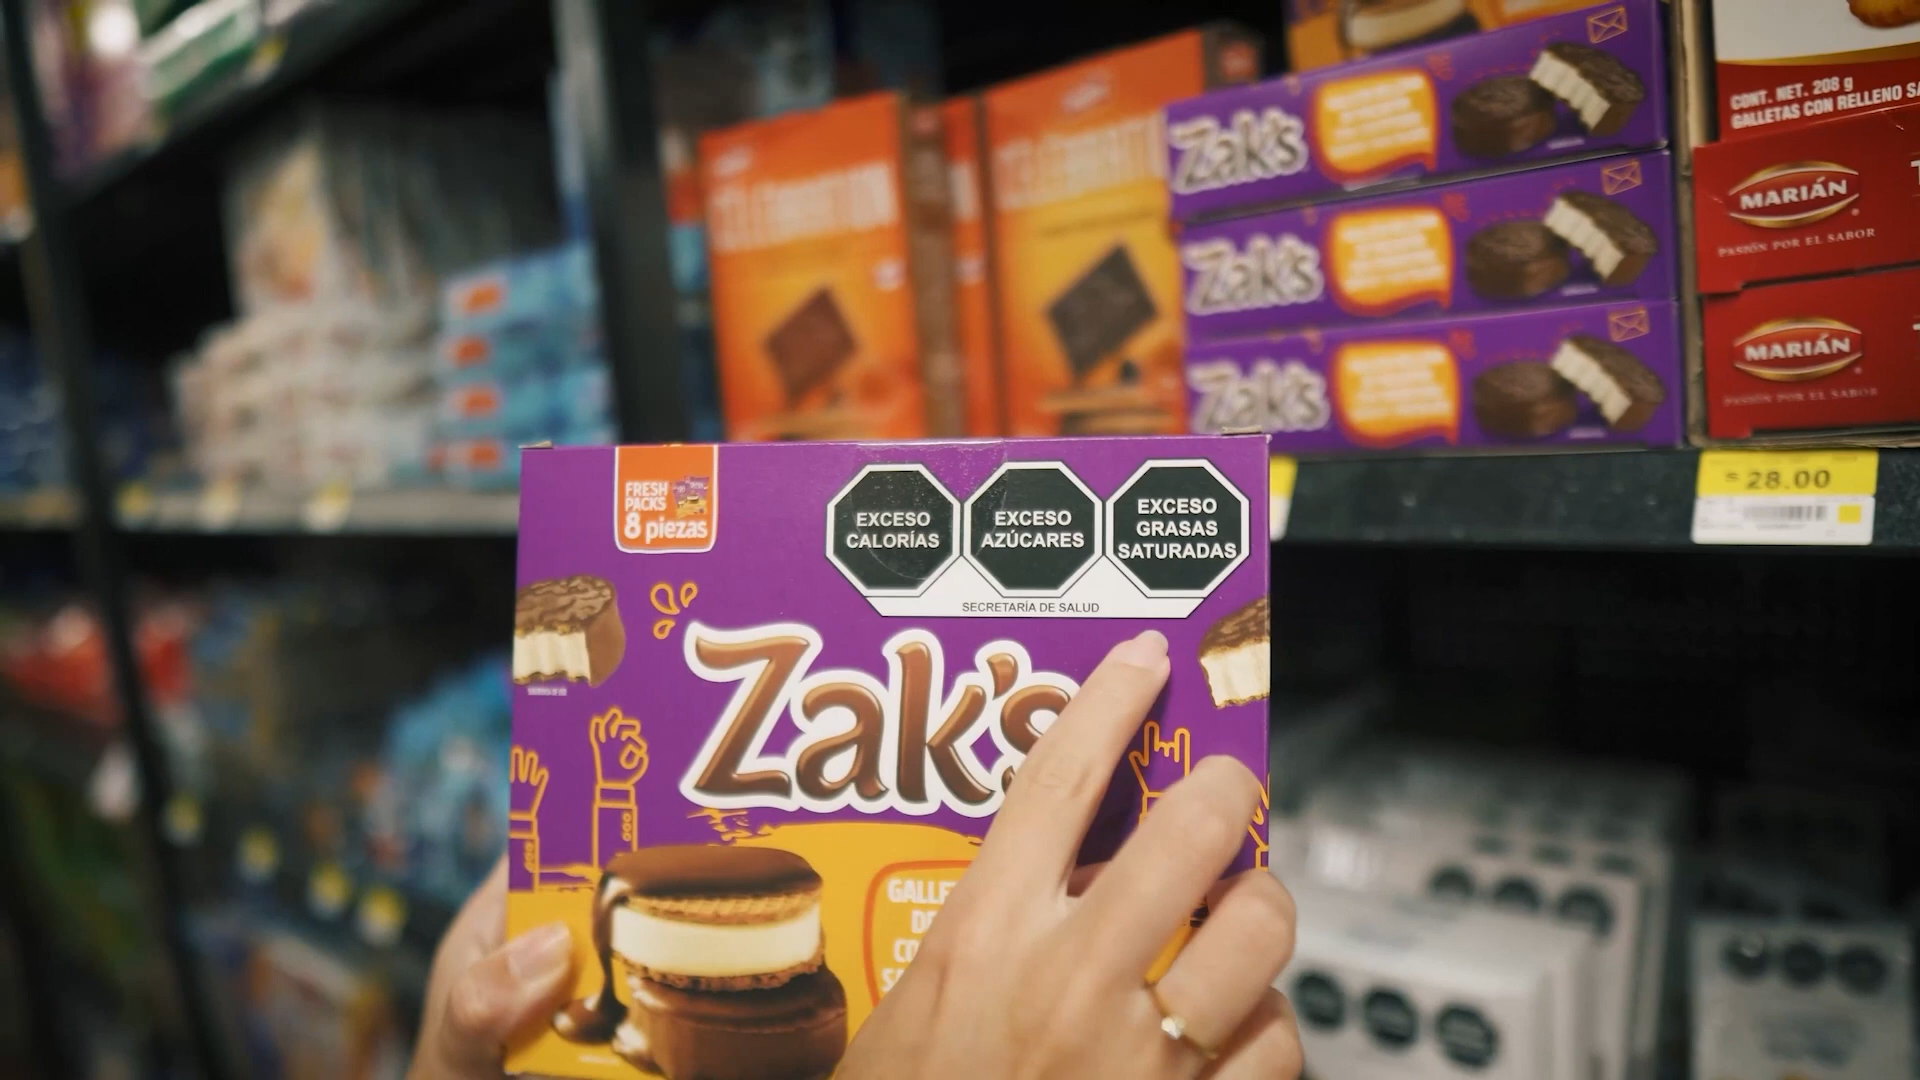 CONT. NET. 208 g
GALLETAS CON RELLENO
Zak's
Zak's
Zak's
MARIÁN
PASIÓN POR EL SABOR
MARIÁN
PASIÓN POR EL SABOR
CELEBRATION
$ 28.00
FRESH
PACKS
8 piezas
EXCESO
CALORÍAS
EXCESO
AZÚCARES
EXCESO
GRASAS
SATURADAS
SECRETARÍA DE SALUD
Zak's